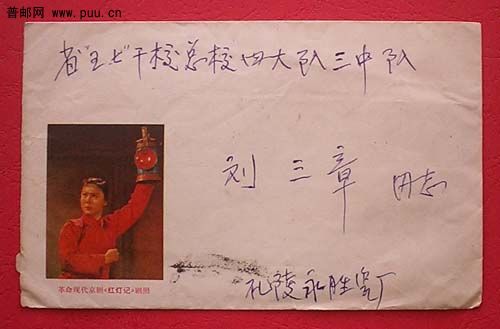 普邮网
www.puu.cn
省"五七"干校总校四大队三中队
刘三章 同志
革命现代京剧《红灯记》剧照
礼陵永胜瓷厂